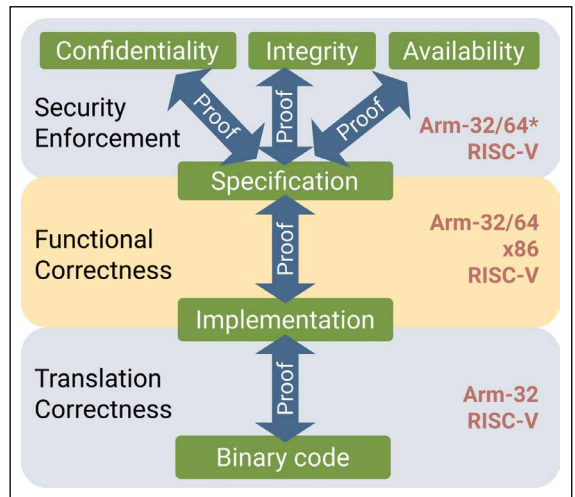 Confidentiality Integrity Availability
Proof Proof Proof
Security
Enforcement
Arm-32/64*
RISC-V
Specification
Functional
Correctness
Proof
Arm-32/64
x86
RISC-V
Implementation
Translation
Correctness
Proof
Arm-32
RISC-V
Binary code